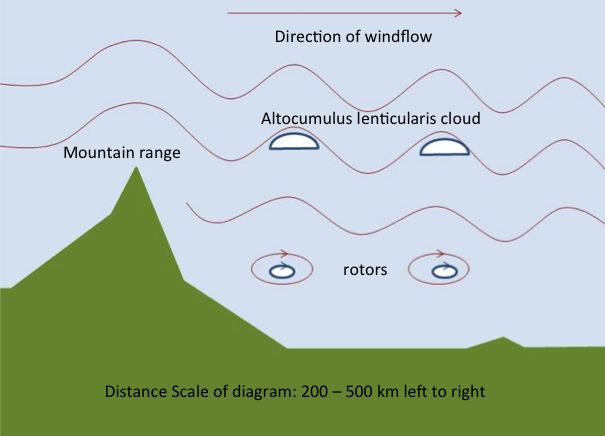 Direction of windflow
Altocumulus lenticularis cloud
Mountain range
rotors
Distance Scale of diagram: 200 – 500 km left to right